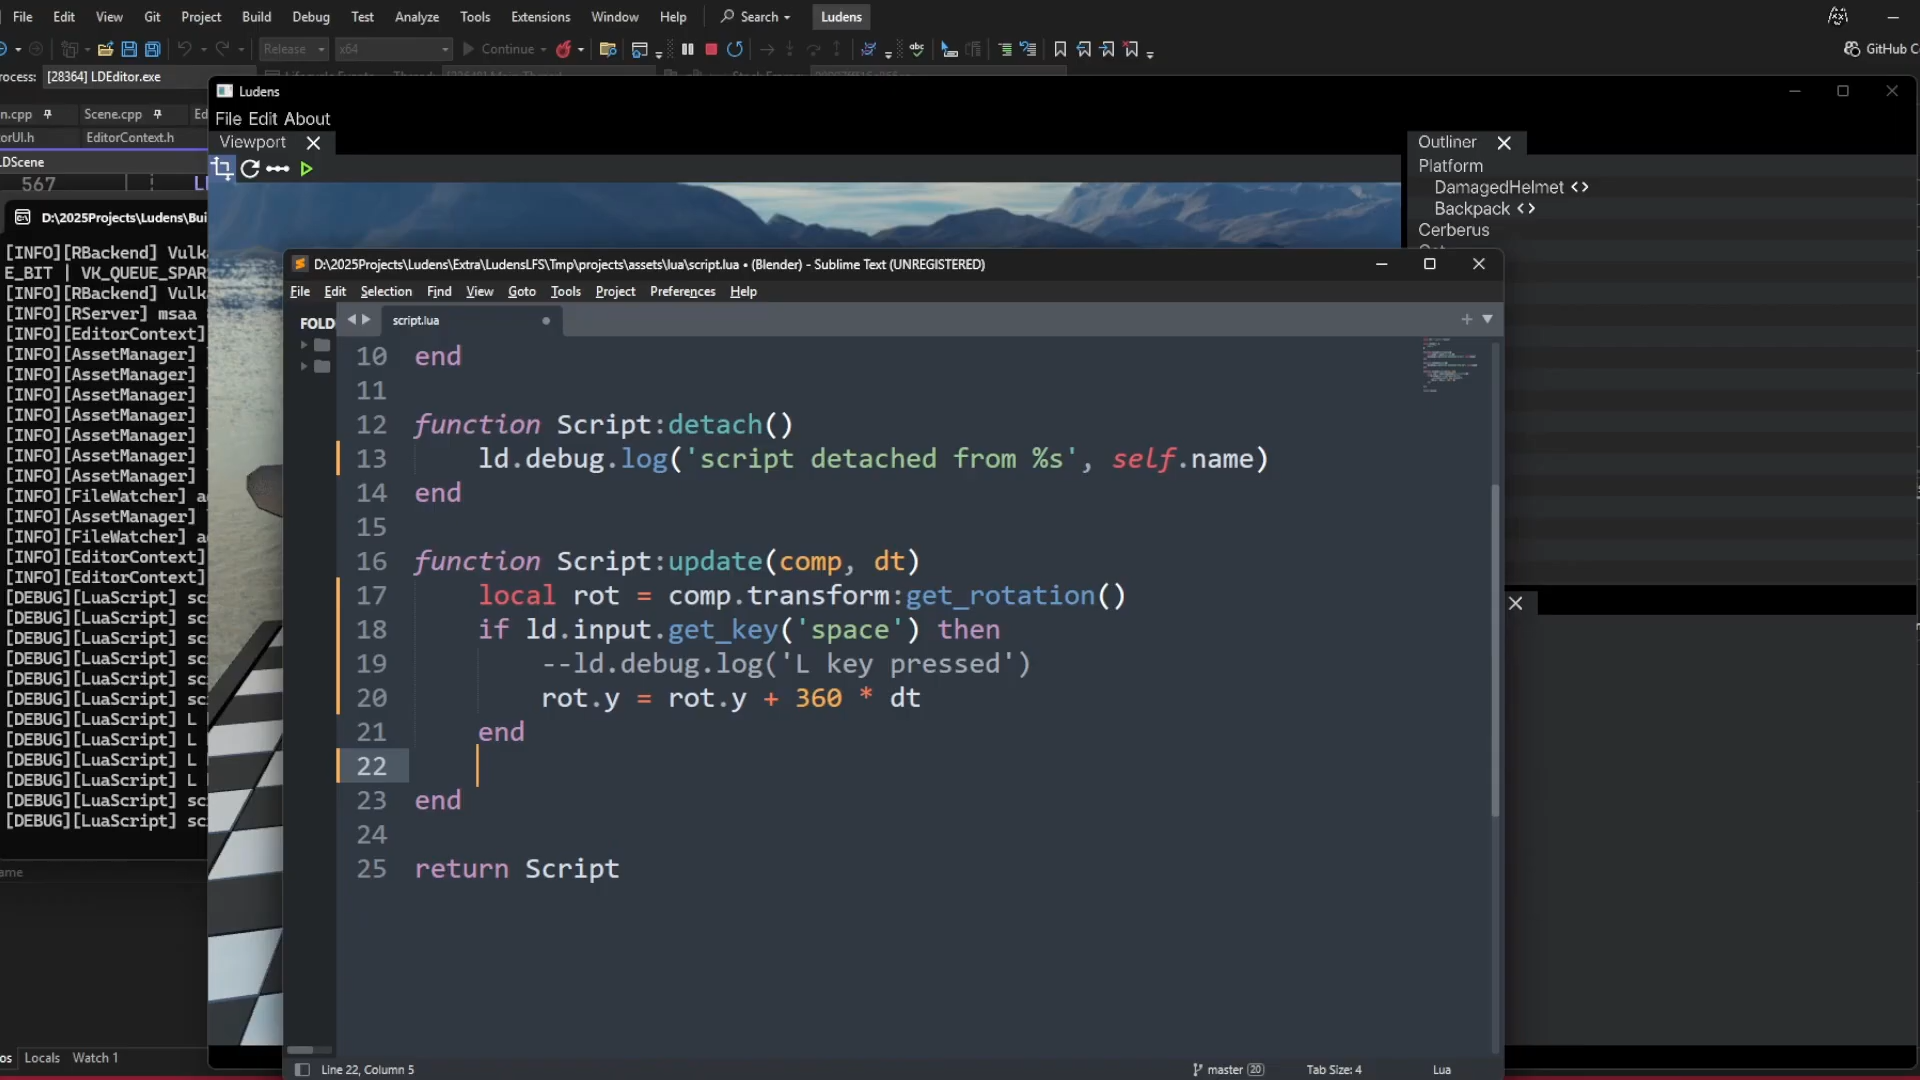 File Edit View Git Project Build Debug Test Analyze Tools Extensions Window Help Search Ludens
Release x64 Continue GitHub
[28364] LDEditor.exe
Scene.cpp
EditorContext.h
LDScene
567
D:\2025Projects\Ludens\Bui
[INFO][RBackend] Vulk
E_BIT | VK_QUEUE_SPAR
[INFO][RBackend] Vulk
[INFO][RServer] msaa
[INFO][EditorContext]
[INFO][AssetManager]
[INFO][AssetManager]
[INFO][AssetManager]
[INFO][AssetManager]
[INFO][AssetManager]
[INFO][AssetManager]
[INFO][AssetManager]
[INFO][FileWatcher] a
[INFO][AssetManager]
[INFO][FileWatcher] a
[INFO][EditorContext]
[INFO][EditorContext]
[DEBUG][LuaScript] sc
[DEBUG][LuaScript] sc
[DEBUG][LuaScript] sc
[DEBUG][LuaScript] sc
[DEBUG][LuaScript] sc
[DEBUG][LuaScript] sc
[DEBUG][LuaScript] L
[DEBUG][LuaScript] L
[DEBUG][LuaScript] L
[DEBUG][LuaScript] L
[DEBUG][LuaScript] sc
[DEBUG][LuaScript] sc
Locals Watch 1
Ludens
File Edit About
Viewport
Outliner
Platform
DamagedHelmet <>
Backpack <>
Cerberus
D:\2025Projects\Ludens\Extra\LudensLFS\Tmp\projects\assets\lua\script.lua • (Blender) - Sublime Text (UNREGISTERED)
File Edit Selection Find View Goto Tools Project Preferences Help
FOLD
script.lua
10 end
11
12 function Script:detach()
13 ld.debug.log('script detached from %s', self.name)
14 end
15
16 function Script:update(comp, dt)
17 local rot = comp.transform:get_rotation()
18 if ld.input.get_key('space') then
19 --ld.debug.log('L key pressed')
20 rot.y = rot.y + 360 * dt
21 end
22
23 end
24
25 return Script
Line 22, Column 5 master 20 Tab Size: 4 Lua